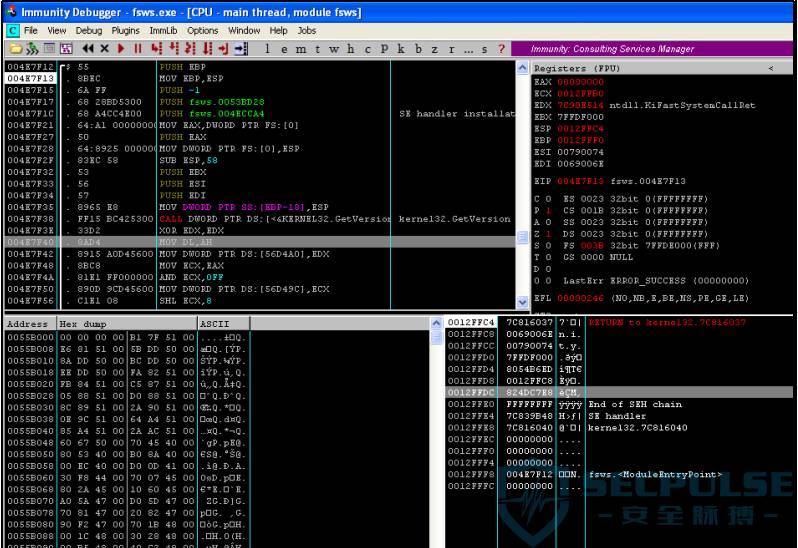 Immunity Debugger - fsws.exe - [CPU - main thread, module fsws]
File View Debug Plugins ImmLib Options Window Help Jobs
l e m t w h c P k b z r ... s ? Immunity: Consulting Services Manager
004E7F12 55 PUSH EBP
004E7F13 . 8BEC MOV EBP,ESP
004E7F15 . 6A FF PUSH -1
004E7F17 . 68 28BD5300 PUSH fsws.0053BD28
004E7F1C . 68 A4CC4E00 PUSH fsws.004ECCA4 SE handler installat
004E7F21 . 64:A1 00000000 MOV EAX,DWORD PTR FS:[0]
004E7F27 . 50 PUSH EAX
004E7F28 . 64:8925 000000 MOV DWORD PTR FS:[0],ESP
004E7F2F . 83EC 58 SUB ESP,58
004E7F32 . 53 PUSH EBX
004E7F33 . 56 PUSH ESI
004E7F34 . 57 PUSH EDI
004E7F35 . 8965 E8 MOV DWORD PTR SS:[EBP-18],ESP
004E7F38 . FF15 BC425300 CALL DWORD PTR DS:[<&KERNEL32.GetVersion kernel32.GetVersion
004E7F3E . 33D2 XOR EDX,EDX
004E7F40 . 8AD4 MOV DL,AH
004E7F42 . 8915 A0D45600 MOV DWORD PTR DS:[56D4A0],EDX
004E7F48 . 8BC8 MOV ECX,EAX
004E7F4A . 81E1 FF000000 AND ECX,0FF
004E7F50 . 890D 9CD45600 MOV DWORD PTR DS:[56D49C],ECX
004E7F56 . C1E1 08 SHL ECX,8
Registers (FPU) <
EAX 00000000
ECX 0012FFB0
EDX 7C90E514 ntdll.KiFastSystemCallRet
EBX 7FFDF000
ESP 0012FFC4
EBP 0012FFF0
ESI 00790074
EDI 0069006E
EIP 004E7F13 fsws.004E7F13
C 0 ES 0023 32bit 0(FFFFFFFF)
P 1 CS 001B 32bit 0(FFFFFFFF)
A 0 SS 0023 32bit 0(FFFFFFFF)
Z 1 DS 0023 32bit 0(FFFFFFFF)
S 0 FS 003B 32bit 7FFDE000(FFF)
T 0 GS 0000 NULL
D 0
O 0 LastErr ERROR_SUCCESS (00000000)
EFL 00000246 (NO,NB,E,BE,NS,PE,GE,LE)
Address Hex dump ASCII
0055B000 00 00 00 00 B1 7F 51 00
0055B008 E6 81 51 00 5B DD 50 00
0055B010 8A DD 50 00 BC DD 50 00
0055B018 EE DD 50 00 FA 82 51 00
0055B020 FB 84 51 00 C5 87 51 00
0055B028 05 88 51 00 D0 88 51 00
0055B030 8C 89 51 00 2A 90 51 00
0055B038 0E 9C 51 00 64 A4 51 00
0055B040 85 A4 51 00 2A AC 51 00
0055B048 60 67 50 00 70 45 40 00
0055B050 80 53 40 00 B0 8A 40 00
0055B058 00 EC 40 00 D0 0D 41 00
0055B060 30 F8 44 00 70 07 45 00
0055B068 80 2A 45 00 10 60 45 00
0055B070 A0 5A 47 00 D0 5D 47 00
0055B078 70 81 47 00 20 82 47 00
0055B080 90 F2 47 00 70 1B 48 00
0055B088 00 1C 48 00 30 28 48 00
0012FFC4 7C816037 RETURN to kernel32.7C816037
0012FFC8 0069006E n.i.
0012FFCC 00790074 t.y.
0012FFD0 7FFDF000
0012FFD4 8054B6ED
0012FFD8 0012FFC8
0012FFDC 824DC7E8
0012FFE0 FFFFFFFF ÿÿÿÿ End of SEH chain
0012FFE4 7C839B48 SE handler
0012FFE8 7C816040 kernel32.7C816040
0012FFEC 00000000 ....
0012FFF0 00000000 ....
0012FFF4 00000000 ....
0012FFF8 004E7F12 fsws.<ModuleEntryPoint>
0012FFFC 00000000 ....
SECPULSE
安全脉搏